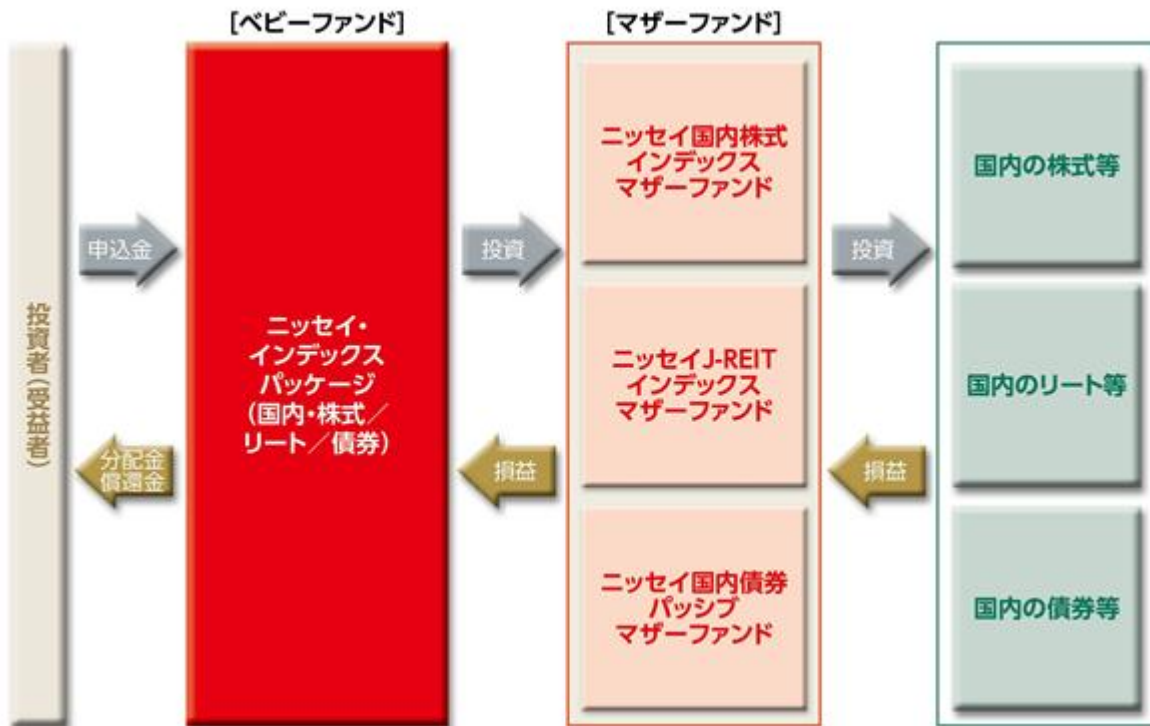 [ベビーファンド]
[マザーファンド]
投資者(受益者)
申込金
分配金
償還金
ニッセイ・
インデックス
パッケージ
(国内・株式／
リート／債券)
投資
損益
ニッセイ国内株式
インデックス
マザーファンド
ニッセイJ-REIT
インデックス
マザーファンド
ニッセイ国内債券
パッシブ
マザーファンド
投資
損益
国内の株式等
国内のリート等
国内の債券等